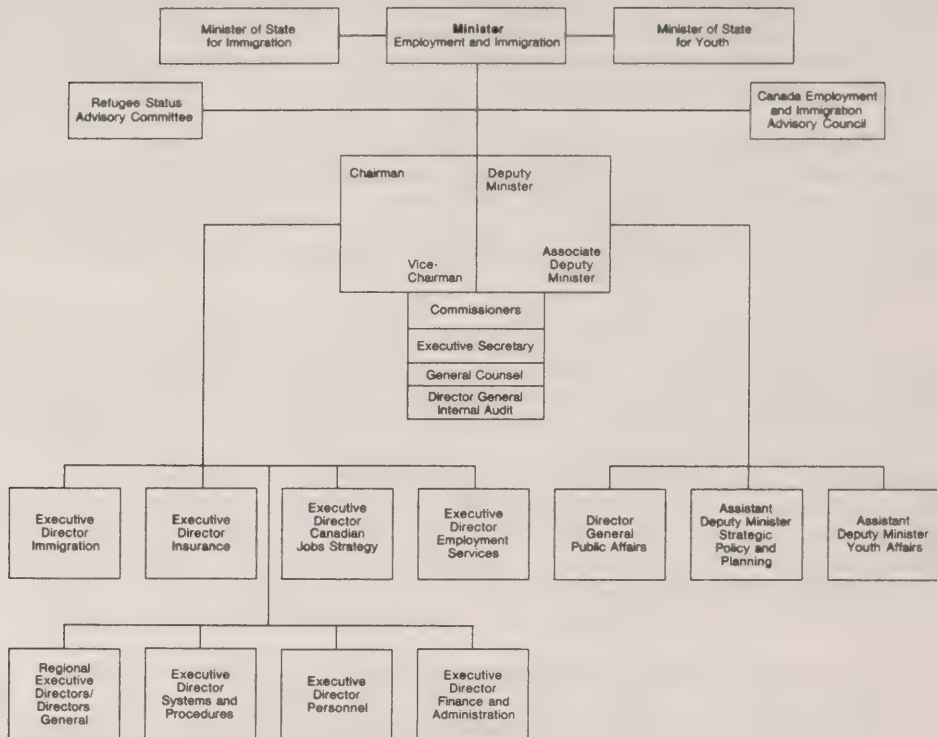 Minister of State
for Immigration
Minister
Employment and Immigration
Minister of State
for Youth
Refugee Status
Advisory Committee
Canada Employment
and Immigration
Advisory Council
Chairman
Deputy
Minister
Vice-
Chairman
Associate
Deputy
Minister
Commissioners
Executive Secretary
General Counsel
Director General
Internal Audit
Executive
Director
Immigration
Executive
Director
Insurance
Executive
Director
Canadian
Jobs Strategy
Executive
Director
Employment
Services
Director
General
Public Affairs
Assistant
Deputy Minister
Strategic
Policy and
Planning
Assistant
Deputy Minister
Youth Affairs
Regional
Executive
Directors/
Directors
General
Executive
Director
Systems and
Procedures
Executive
Director
Personnel
Executive
Director
Finance and
Administration